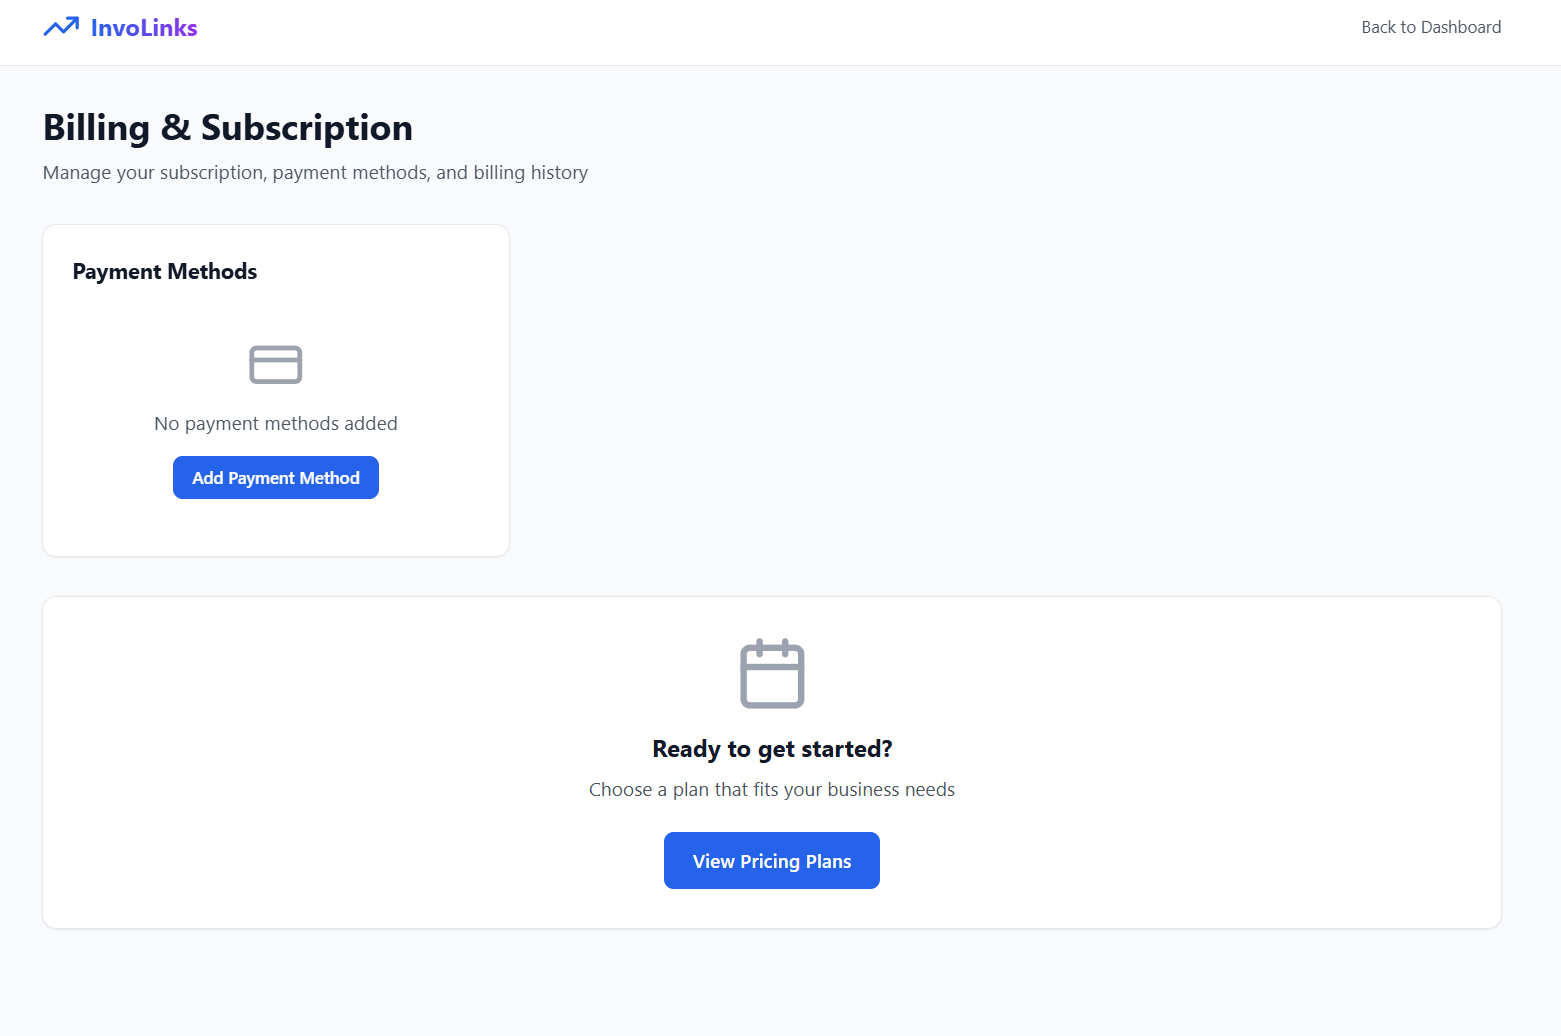 InvoLinks
Back to Dashboard
Billing & Subscription
Manage your subscription, payment methods, and billing history
Payment Methods
No payment methods added
Add Payment Method
Ready to get started?
Choose a plan that fits your business needs
View Pricing Plans